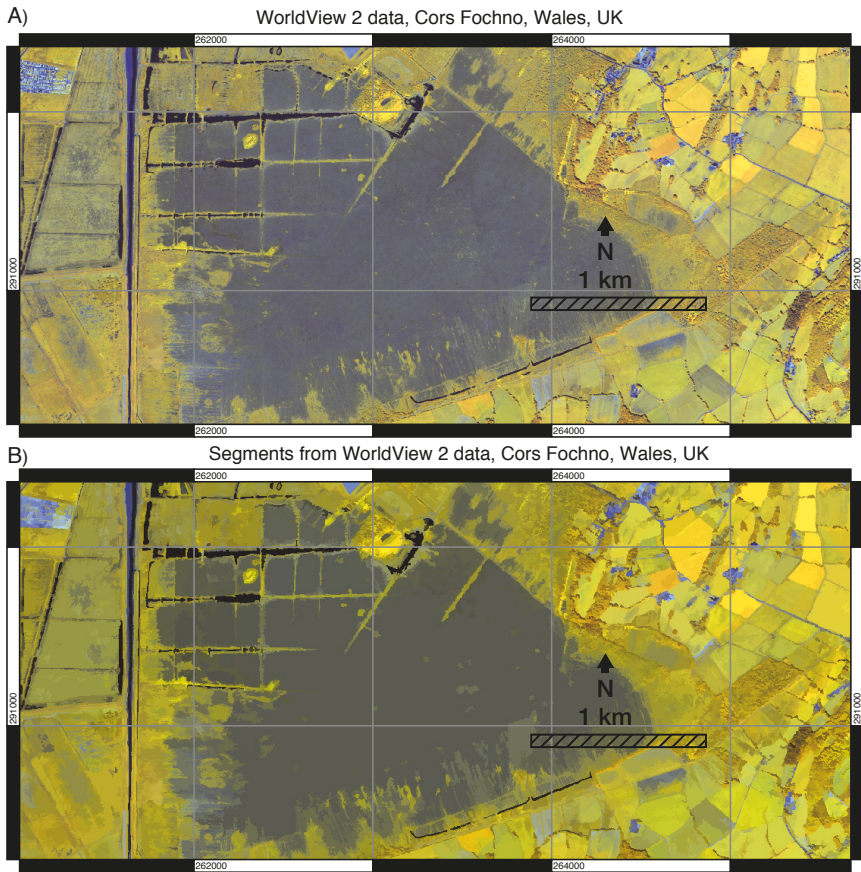 A)
WorldView 2 data, Cors Fochno, Wales, UK
262000
264000
291000
291000
N
1 km
262000
264000
B)
Segments from WorldView 2 data, Cors Fochno, Wales, UK
262000
264000
291000
291000
N
1 km
262000
264000